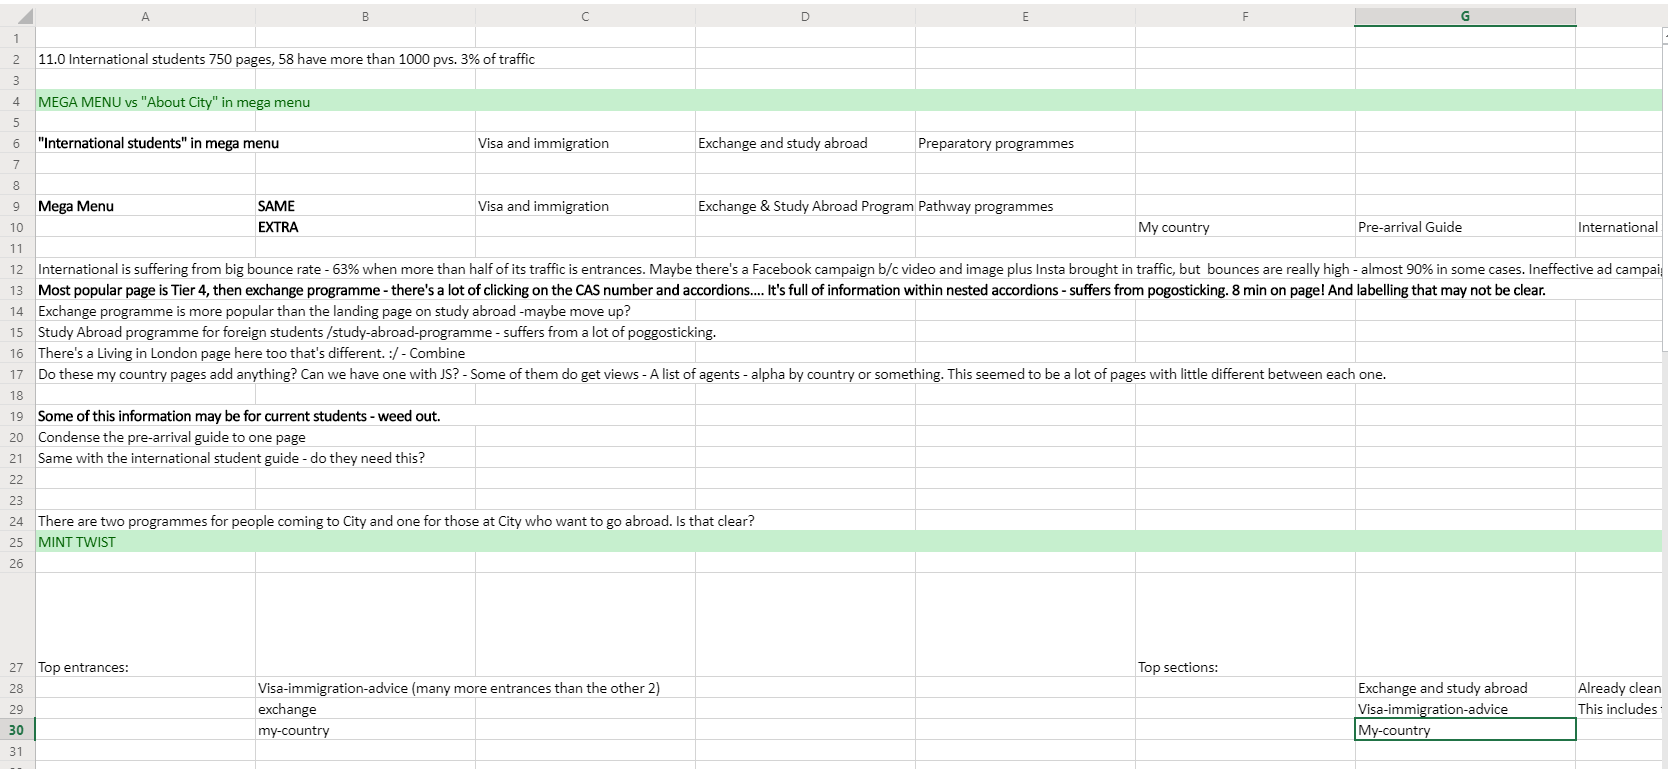 A B C D E F G
1
2 11.0 International students 750 pages, 58 have more than 1000 pvs. 3% of traffic
3
4 MEGA MENU vs "About City" in mega menu
5
6 "International students" in mega menu Visa and immigration Exchange and study abroad Preparatory programmes
7
8
9 Mega Menu SAME Visa and immigration Exchange & Study Abroad Program Pathway programmes
10 EXTRA My country Pre-arrival Guide International
11
12 International is suffering from big bounce rate - 63% when more than half of its traffic is entrances. Maybe there's a Facebook campaign b/c video and image plus Insta brought in traffic, but  bounces are really high - almost 90% in some cases. Ineffective ad campai
13 Most popular page is Tier 4, then exchange programme - there's a lot of clicking on the CAS number and accordions.... It's full of information within nested accordions - suffers from pogosticking. 8 min on page! And labelling that may not be clear.
14 Exchange programme is more popular than the landing page on study abroad -maybe move up?
15 Study Abroad programme for foreign students /study-abroad-programme - suffers from a lot of poggosticking.
16 There's a Living in London page here too that's different. :/ - Combine
17 Do these my country pages add anything? Can we have one with JS? - Some of them do get views - A list of agents - alpha by country or something. This seemed to be a lot of pages with little different between each one.
18
19 Some of this information may be for current students - weed out.
20 Condense the pre-arrival guide to one page
21 Same with the international student guide - do they need this?
22
23
24 There are two programmes for people coming to City and one for those at City who want to go abroad. Is that clear?
25 MINT TWIST
26
27 Top entrances: Top sections:
28 Visa-immigration-advice (many more entrances than the other 2) Exchange and study abroad Already clean
29 exchange Visa-immigration-advice This includes
30 my-country My-country
31